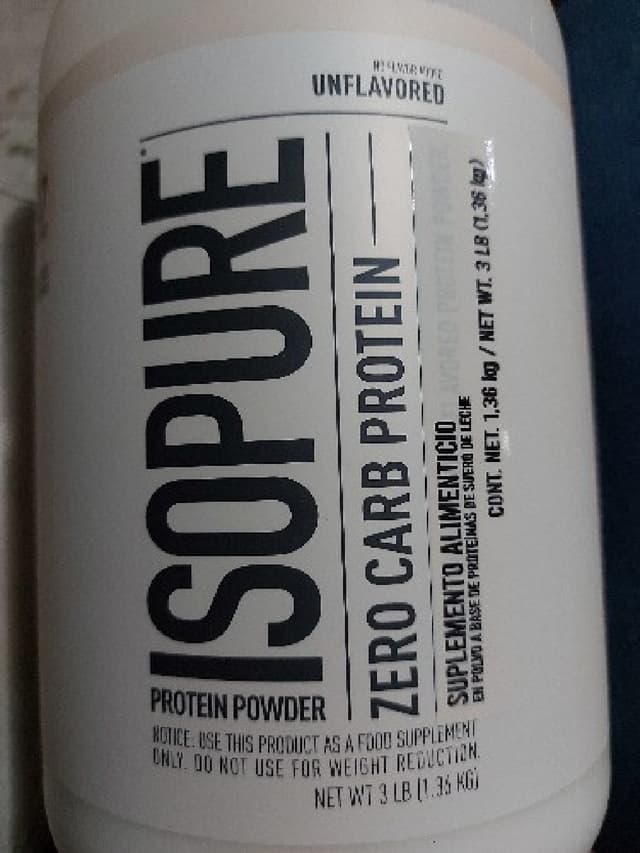 UNFLAVORED
ISOPURE
ZERO CARB PROTEIN
SUPLEMENTO ALIMENTICIO
EN POLVO A BASE DE PROTEÍNAS DE SUERO DE LECHE
CONT. NET. 1,36 kg / NET WT. 3 LB (1,36 kg)
PROTEIN POWDER
NOTICE: USE THIS PRODUCT AS A FOOD SUPPLEMENT
ONLY. DO NOT USE FOR WEIGHT REDUCTION.
NET WT 3 LB (1.36 KG)